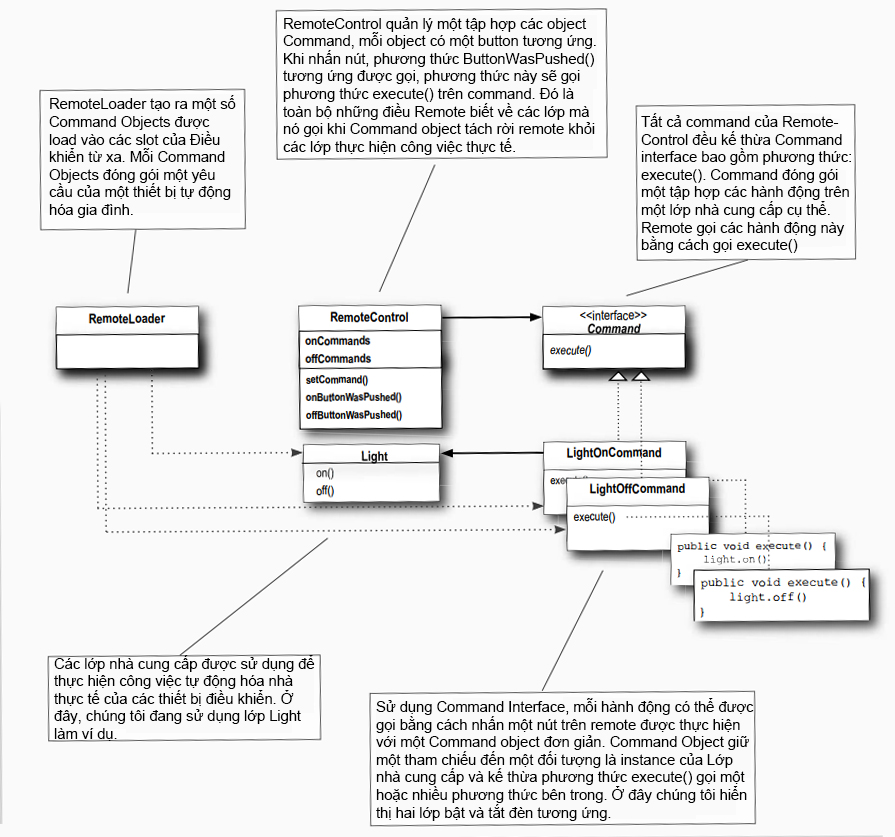 RemoteControl quản lý một tập hợp các object
Command, mỗi object có một button tương ứng.
Khi nhấn nút, phương thức ButtonWasPushed()
tương ứng được gọi, phương thức này sẽ gọi
phương thức execute() trên command. Đó là
toàn bộ những điều Remote biết về các lớp mà
nó gọi khi Command object tách rời remote khỏi
các lớp thực hiện công việc thực tế.
RemoteLoader tạo ra một số
Command Objects được
load vào các slot của Điều
khiển từ xa. Mỗi Command
Objects đóng gói một yêu
cầu của một thiết bị tự động
hóa gia đình.
Tất cả command của Remote-
Control đều kế thừa Command
interface bao gồm phương thức:
execute(). Command đóng gói
một tập hợp các hành động trên
một lớp nhà cung cấp cụ thể.
Remote gọi các hành động này
bằng cách gọi execute()
RemoteLoader
RemoteControl
onCommands
offCommands
setCommand()
onButtonWasPushed()
offButtonWasPushed()
<<interface>>
Command
execute()
Light
on()
off()
LightOnCommand
LightOffCommand
execute()
public void execute() {
light.on()
}
public void execute() {
light.off()
}
Các lớp nhà cung cấp được sử dụng để
thực hiện công việc tự động hóa nhà
thực tế của các thiết bị điều khiển. Ở
đây, chúng tôi đang sử dụng lớp Light
làm ví dụ.
Sử dụng Command Interface, mỗi hành động có thể được
gọi bằng cách nhấn một nút trên remote được thực hiện
với một Command object đơn giản. Command Object giữ
một tham chiếu đến một đối tượng là instance của Lớp
nhà cung cấp và kế thừa phương thức execute() gọi một
hoặc nhiều phương thức bên trong. Ở đây chúng tôi hiển
thị hai lớp bật và tắt đèn tương ứng.